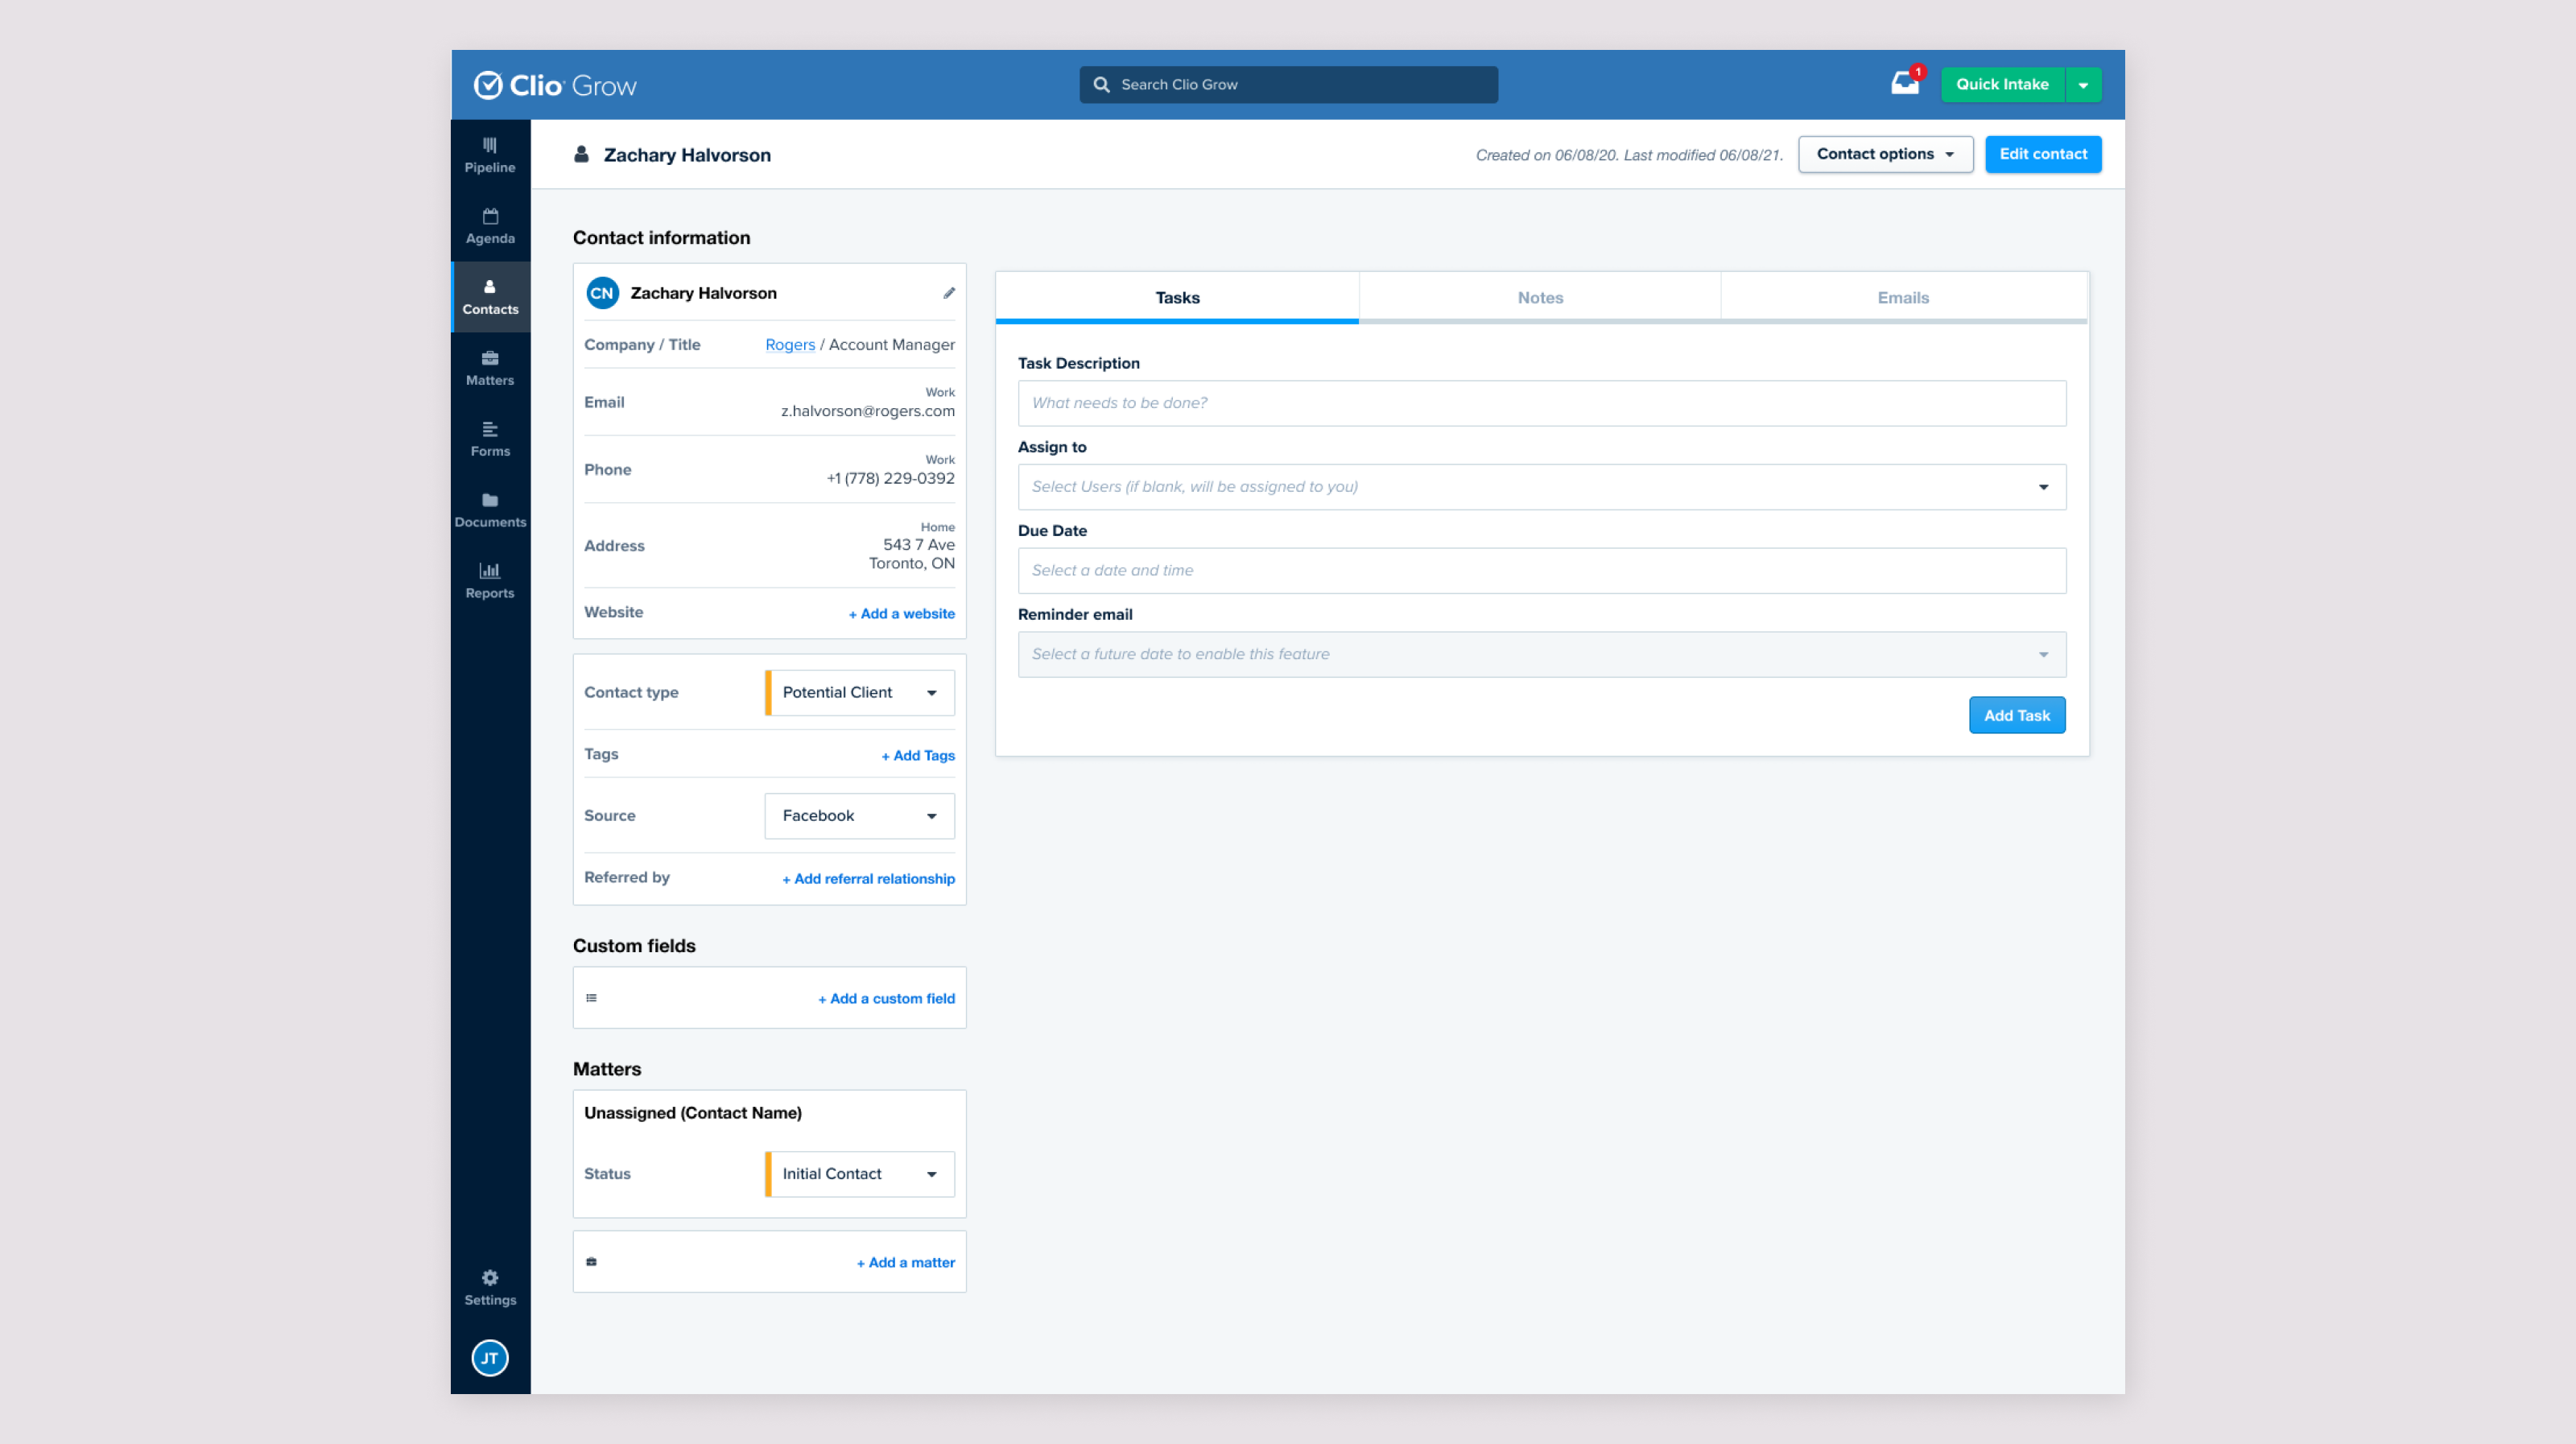 Clio Grow
Search Clio Grow
1
Quick Intake
Pipeline
Agenda
Contacts
Matters
Forms
Documents
Reports
Settings
JT
Zachary Halvorson
Created on 06/08/20. Last modified 06/08/21.
Contact options
Edit contact
Contact information
CN Zachary Halvorson
Company / Title Rogers / Account Manager
Email
Work
z.halvorson@rogers.com
Phone
Work
+1 (778) 229-0392
Address
Home
543 7 Ave
Toronto, ON
Website + Add a website
Contact type Potential Client
Tags + Add Tags
Source Facebook
Referred by + Add referral relationship
Custom fields
+ Add a custom field
Matters
Unassigned (Contact Name)
Status Initial Contact
+ Add a matter
Tasks Notes Emails
Task Description
What needs to be done?
Assign to
Select Users (if blank, will be assigned to you)
Due Date
Select a date and time
Reminder email
Select a future date to enable this feature
Add Task